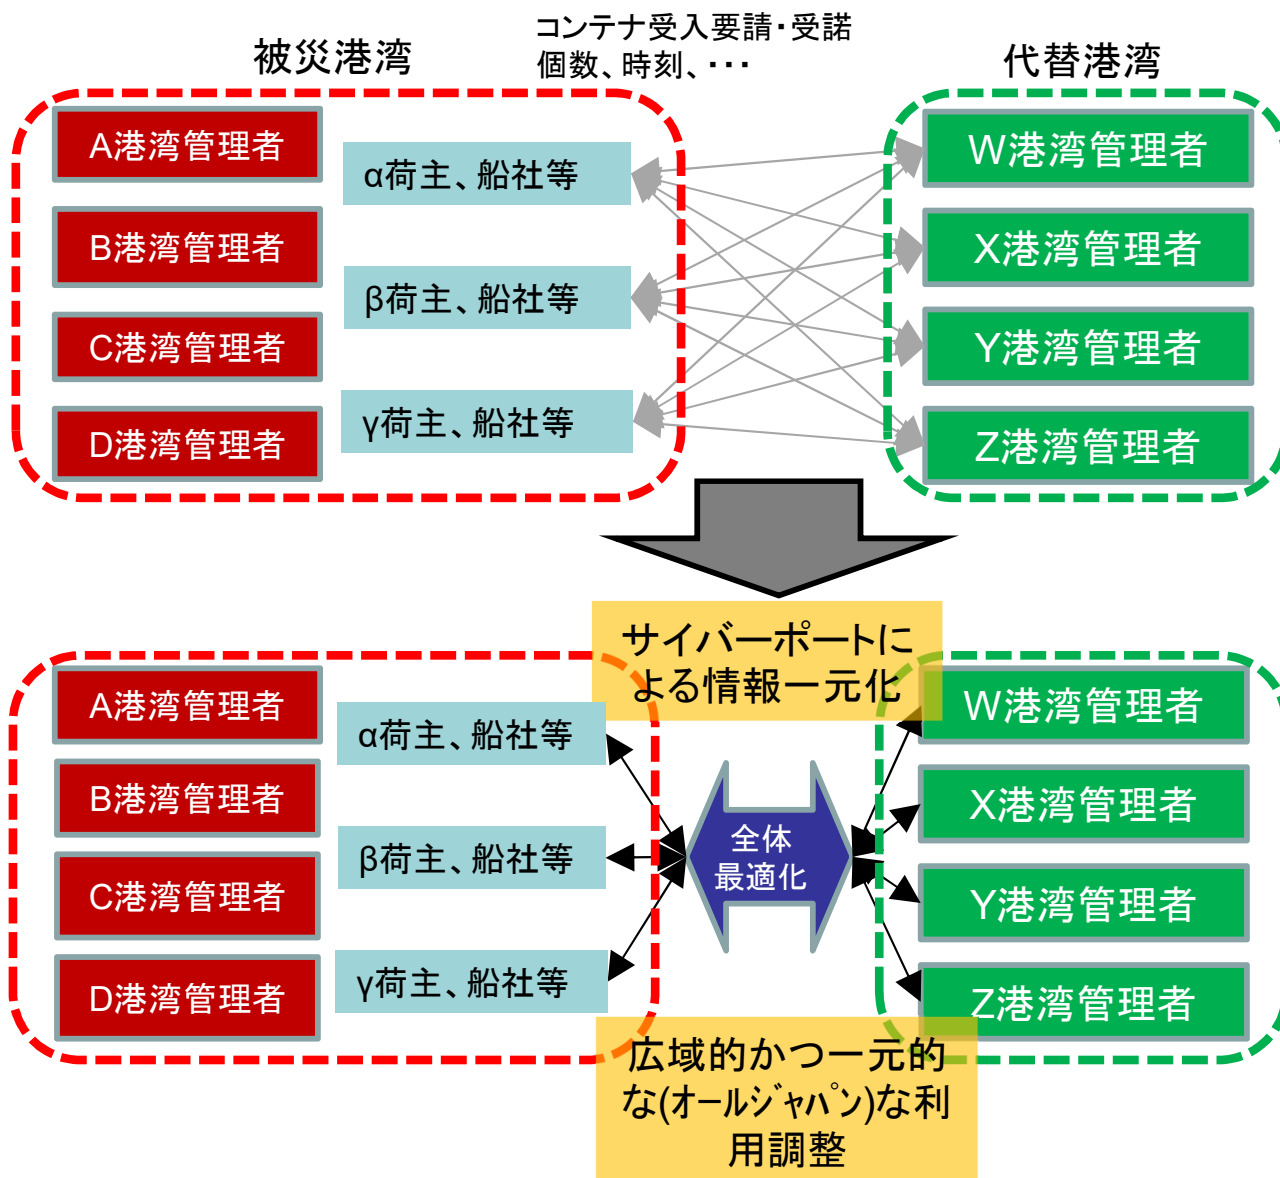 コンテナ受入要請・受諾
個数、時刻、・・・
被災港湾
代替港湾
A港湾管理者
B港湾管理者
C港湾管理者
D港湾管理者
α荷主、船社等
β荷主、船社等
γ荷主、船社等
W港湾管理者
X港湾管理者
Y港湾管理者
Z港湾管理者
サイバーポートに
よる情報一元化
A港湾管理者
B港湾管理者
C港湾管理者
D港湾管理者
α荷主、船社等
β荷主、船社等
γ荷主、船社等
全体
最適化
W港湾管理者
X港湾管理者
Y港湾管理者
Z港湾管理者
広域的かつ一元的
な(ｵｰﾙｼﾞｬﾊﾟﾝ)な利
用調整